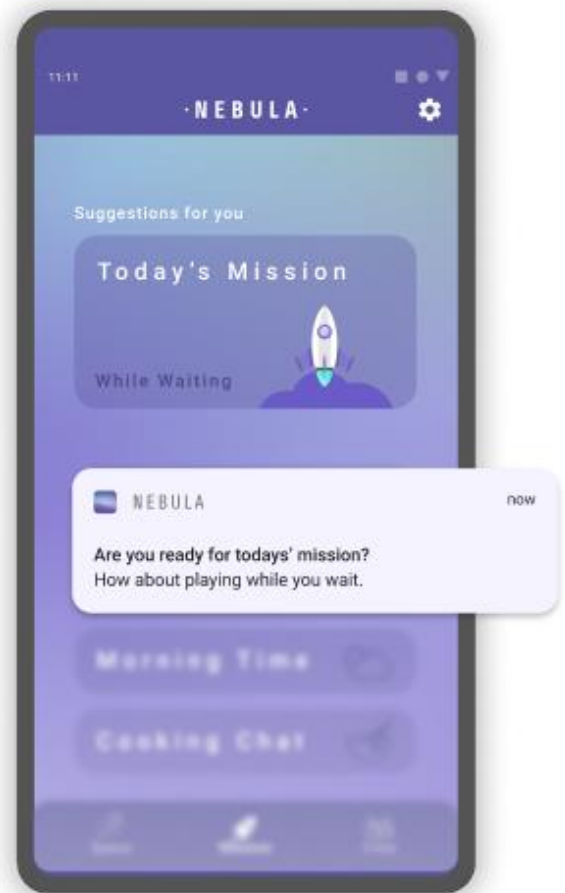 11:11
·NEBULA·
Suggestions for you
Today's Mission
While Waiting
NEBULA now
Are you ready for todays' mission?
How about playing while you wait.
Morning Time
Cooking Chat